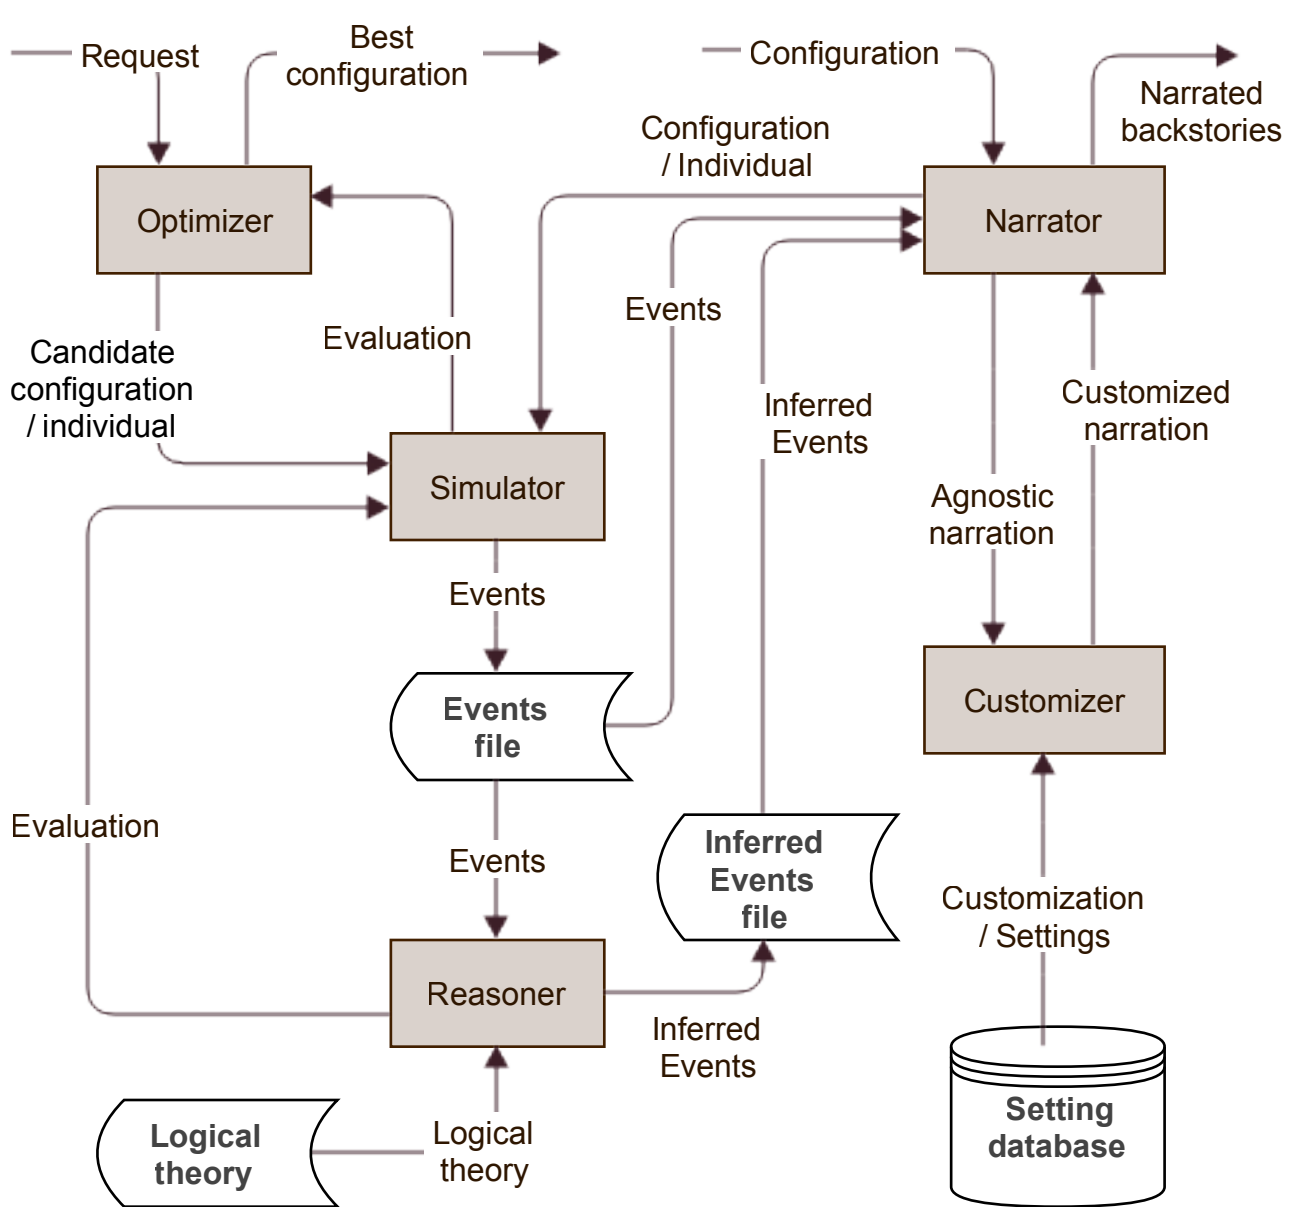 Request
Best
configuration
Configuration
Narrated
backstories
Configuration
/ Individual
Optimizer
Narrator
Events
Evaluation
Candidate
configuration
/ individual
Inferred
Events
Customized
narration
Simulator
Agnostic
narration
Events
Events
file
Customizer
Evaluation
Events
Inferred
Events
file
Customization
/ Settings
Reasoner
Inferred
Events
Logical
theory
Logical
theory
Setting
database